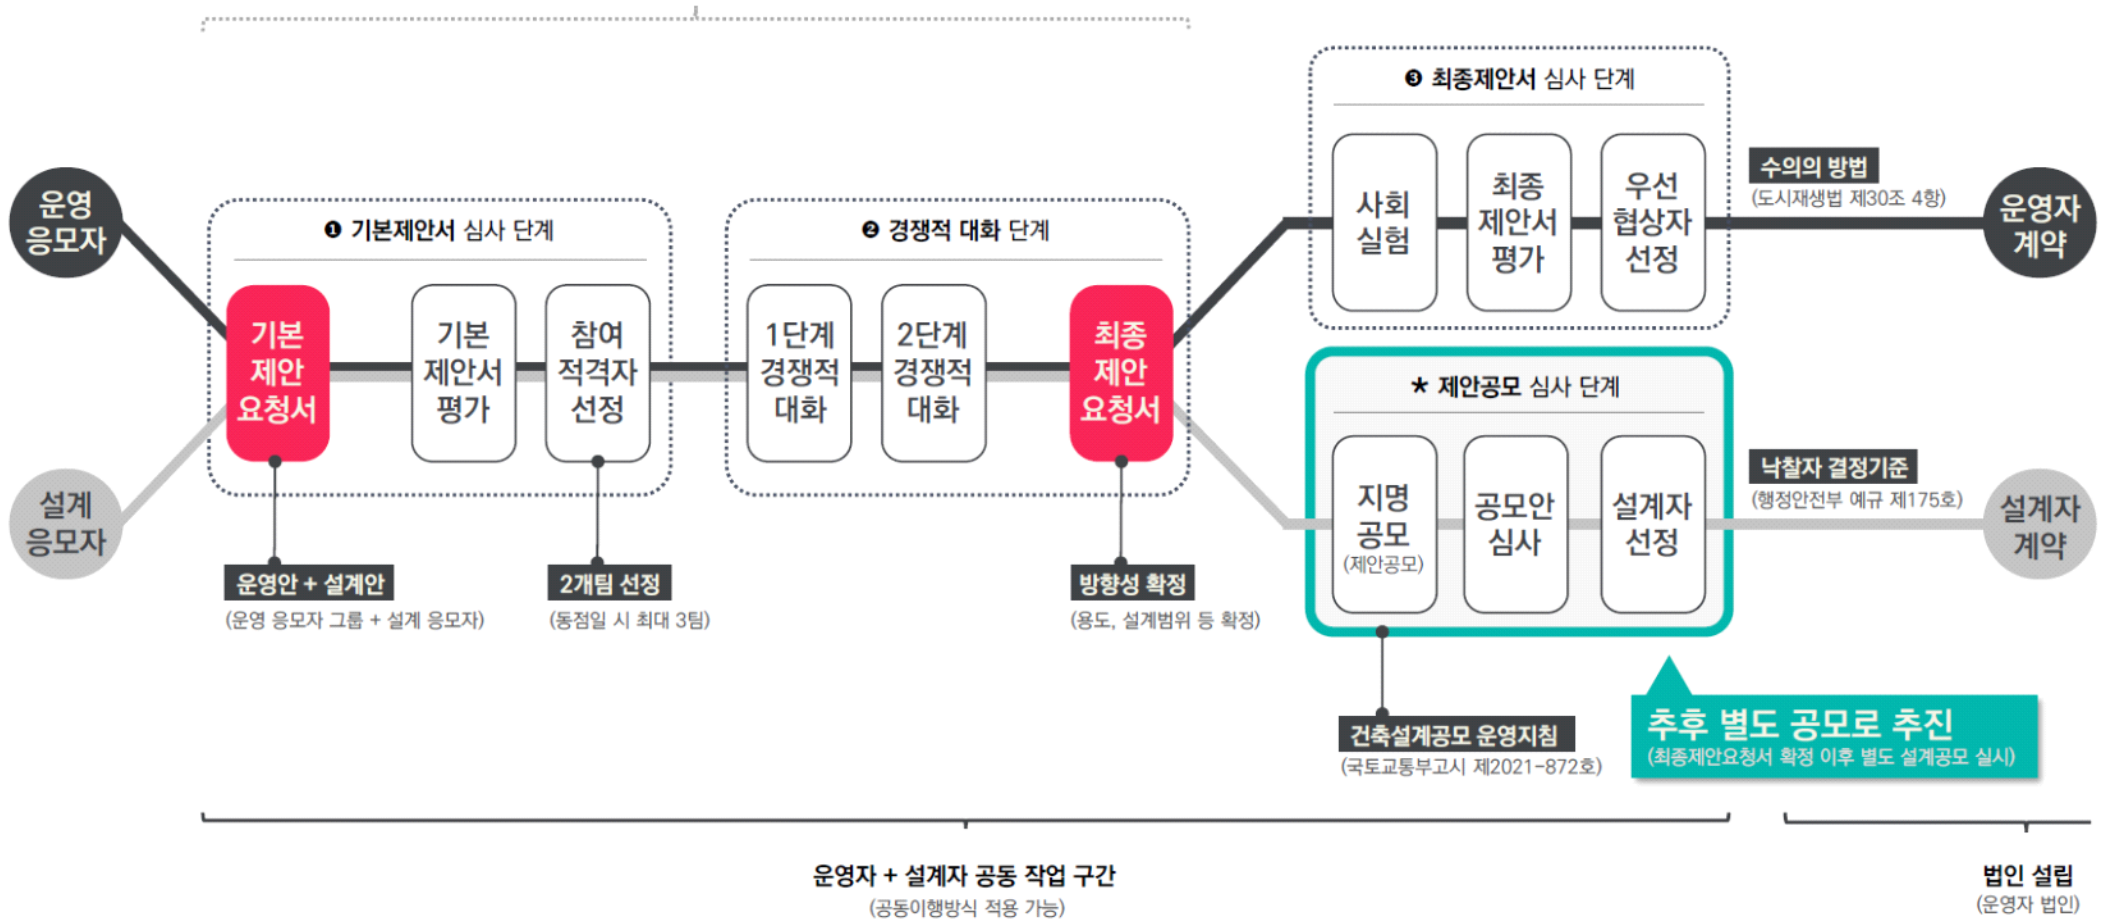 운영
응모자
설계
응모자
❶ 기본제안서 심사 단계
기본
제안
요청서
기본
제안서
평가
참여
적격자
선정
운영안 + 설계안
(운영 응모자 그룹 + 설계 응모자)
2개팀 선정
(동점일 시 최대 3팀)
❷ 경쟁적 대화 단계
1단계
경쟁적
대화
2단계
경쟁적
대화
최종
제안
요청서
방향성 확정
(용도, 설계범위 등 확정)
❸ 최종제안서 심사 단계
사회
실험
최종
제안서
평가
우선
협상자
선정
수의의 방법
(도시재생법 제30조 4항)
운영자
계약
★ 제안공모 심사 단계
지명
공모
(제안공모)
공모안
심사
설계자
선정
낙찰자 결정기준
(행정안전부 예규 제175호)
설계자
계약
건축설계공모 운영지침
(국토교통부고시 제2021-872호)
추후 별도 공모로 추진
(최종제안요청서 확정 이후 별도 설계공모 실시)
운영자 + 설계자 공동 작업 구간
(공동이행방식 적용 가능)
법인 설립
(운영자 법인)